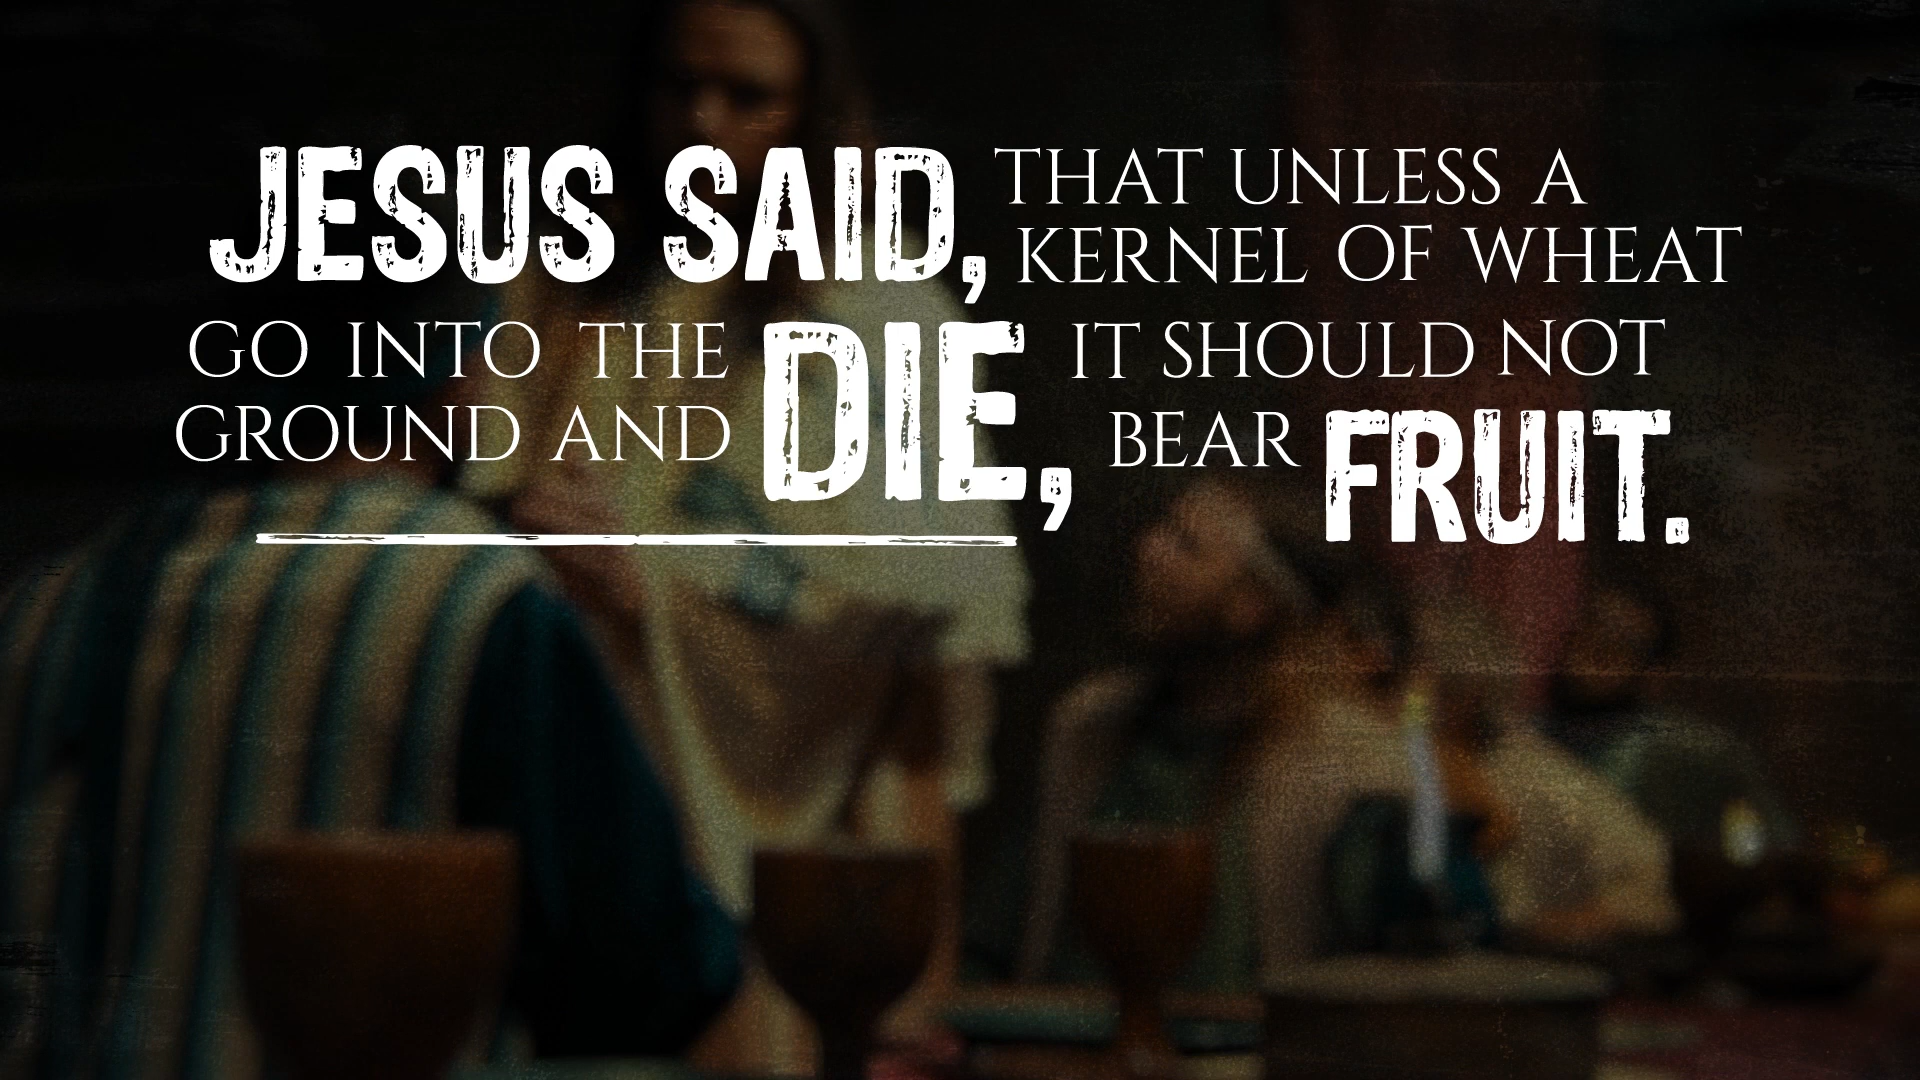 JESUS SAID, THAT UNLESS A
KERNEL OF WHEAT
GO INTO THE
GROUND AND DIE, IT SHOULD NOT
BEAR FRUIT.